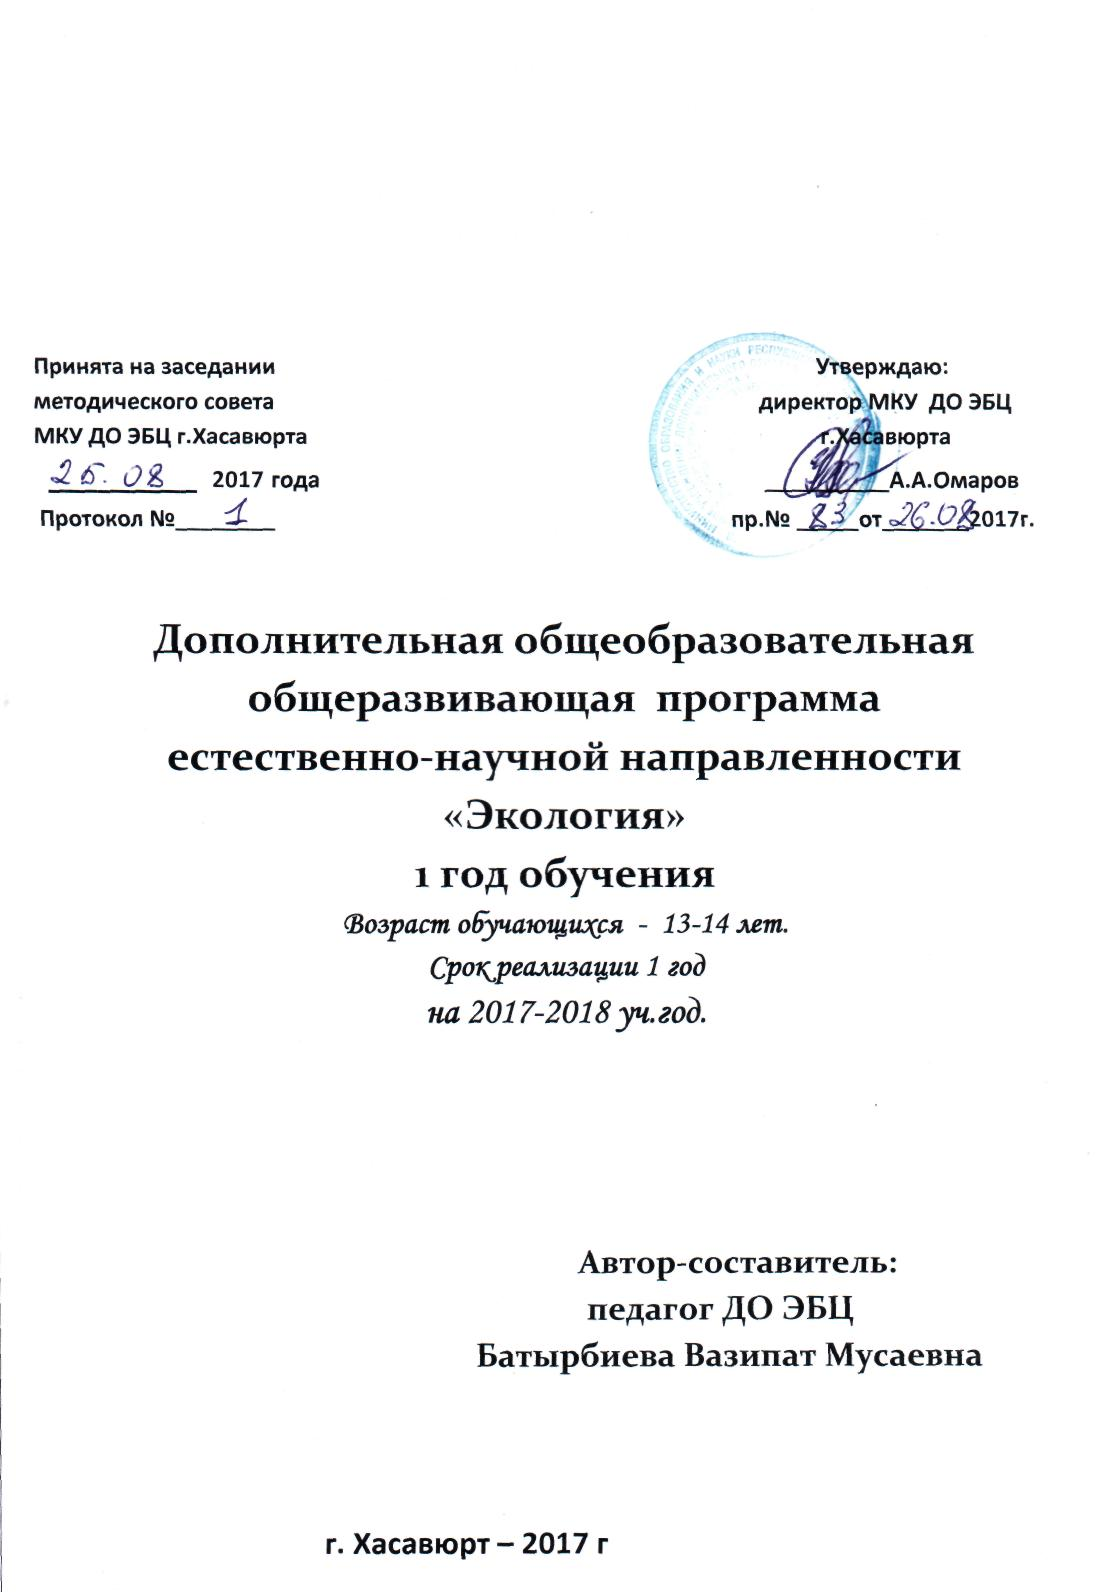 Принята на заседании
методического совета
МКУ ДО ЭБЦ г.Хасавюрта
25.08 2017 года
Протокол № 1
Утверждаю:
директор МКУ ДО ЭБЦ
г.Хасавюрта
А.А.Омаров
пр.№ 83 от 26.08 2017г.
ОБРАЗОВАНИЯ И НАУКИ
Дополнительная общеобразовательная
общеразвивающая программа
естественно-научной направленности
«Экология»
1 год обучения
Возраст обучающихся - 13-14 лет.
Срок реализации 1 год
на 2017-2018 уч.год.
Автор-составитель:
педагог ДО ЭБЦ
Батырбиева Вазипат Мусаевна
г. Хасавюрт – 2017 г